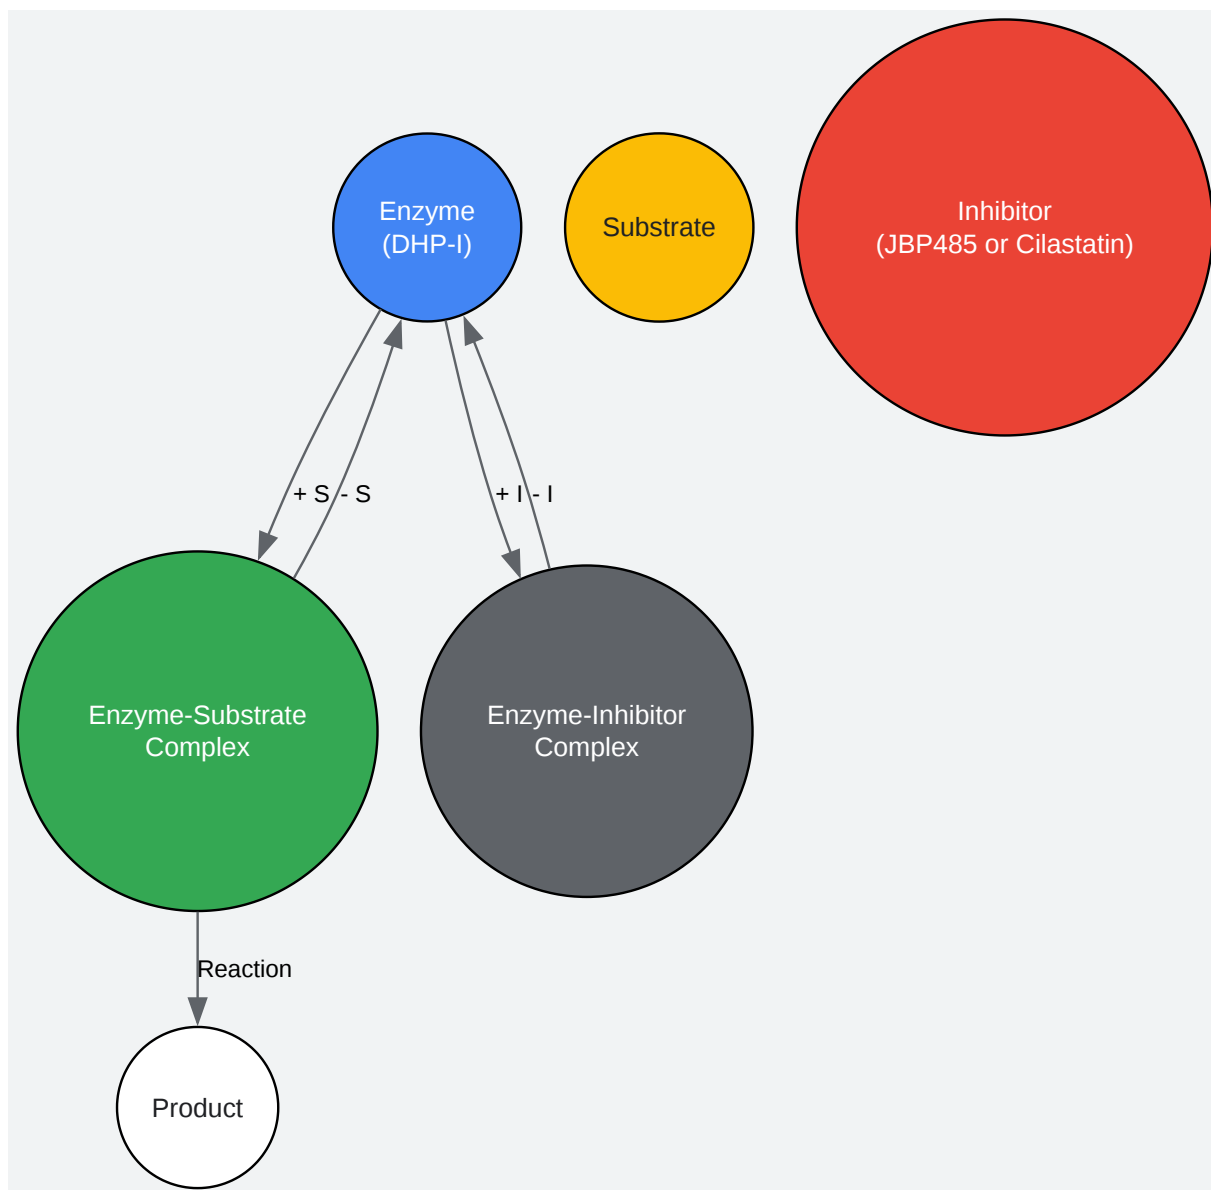 Enzyme
(DHP-I)
Substrate
Inhibitor
(JBP485 or Cilastatin)
+ S
- S
+ I
- I
Enzyme-Substrate
Complex
Enzyme-Inhibitor
Complex
Reaction
Product